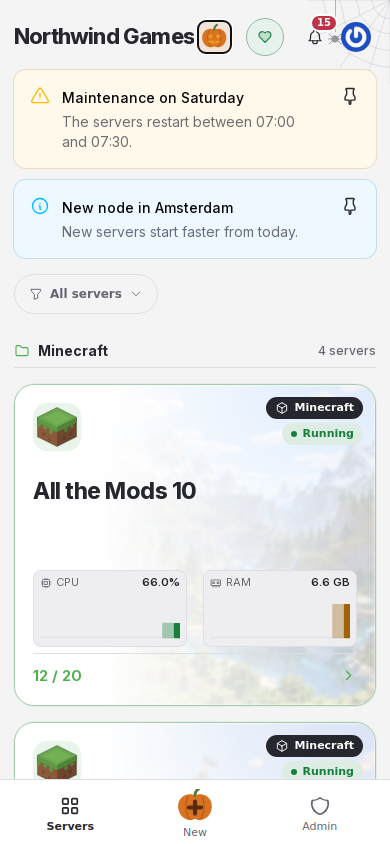 Northwind Games
15
Maintenance on Saturday
The servers restart between 07:00
and 07:30.
New node in Amsterdam
New servers start faster from today.
All servers
Minecraft
4 servers
Minecraft
Running
All the Mods 10
CPU
66.0%
RAM
6.6 GB
12 / 20
Minecraft
Running
Servers
New
Admin